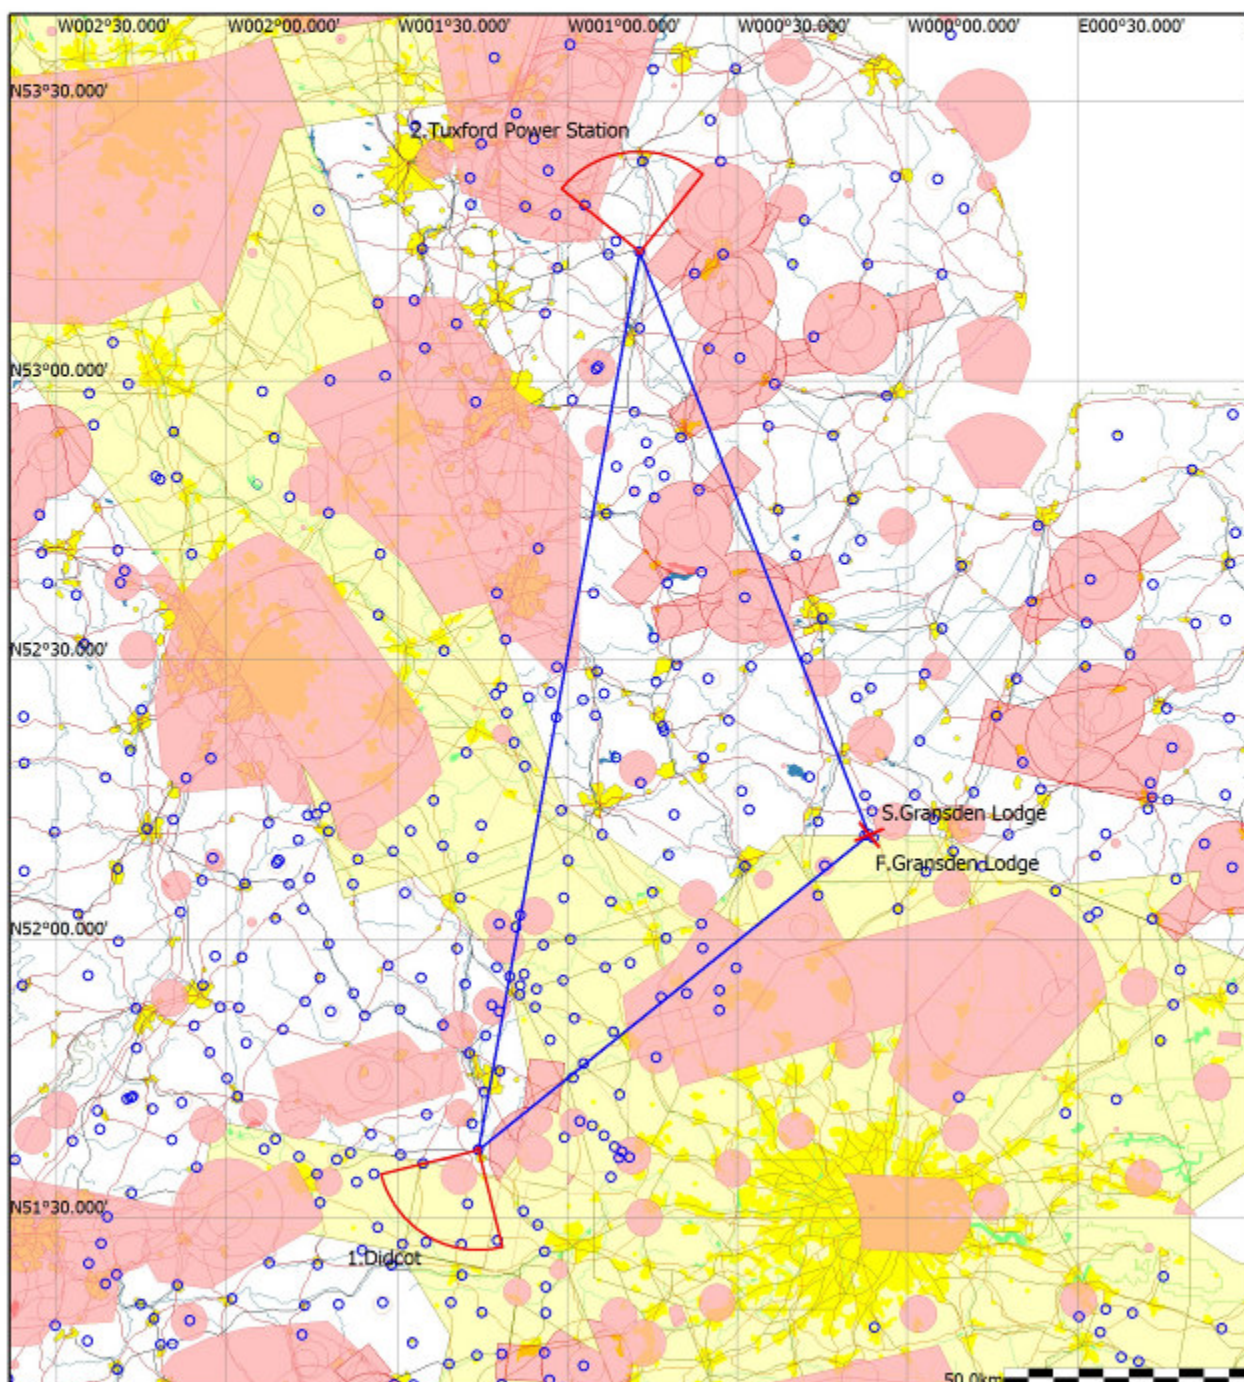 W002°30.000' W002°00.000' W001°30.000' W001°00.000' W000°30.000' W000°00.000' E000°30.000'
N53°30.000'
2.Tuxford Power Station
N53°00.000'
N52°30.000'
S.Gransden Lodge
F.Gransden Lodge
N52°00.000'
N51°30.000'
1.Didcot
50.0km